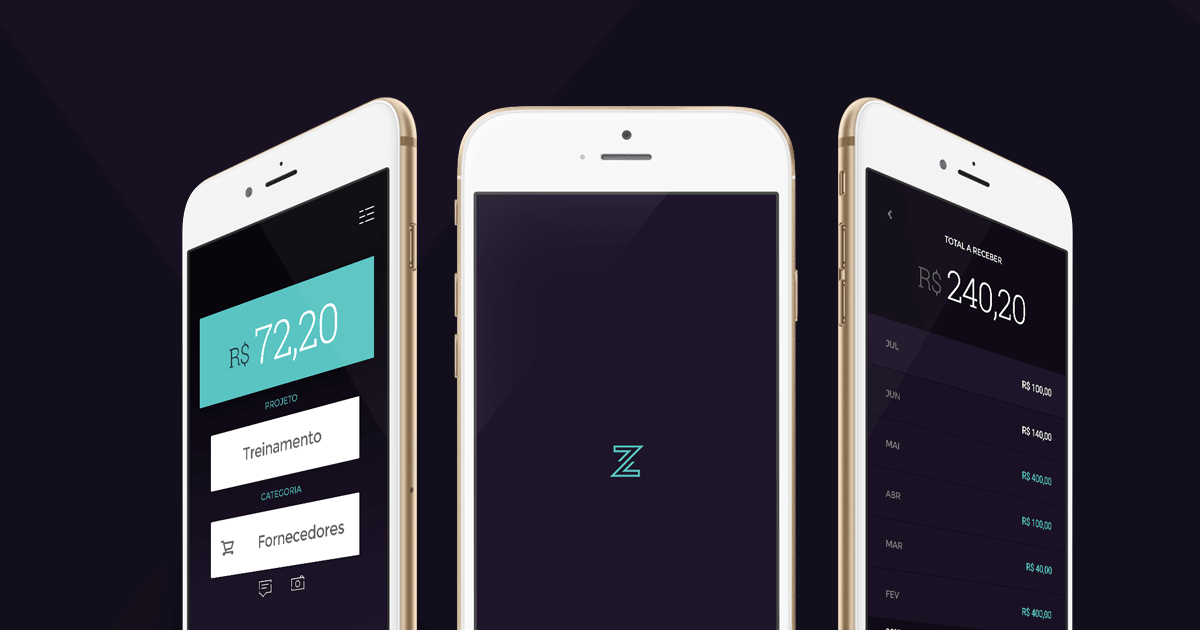 R$ 72,20
PROJETO
Treinamento
CATEGORIA
Fornecedores
Z
TOTAL A RECEBER
R$ 240,20
JUL
R$ 100,00
JUN
R$ 140,00
MAI
R$ 400,00
ABR
R$ 100,00
MAR
R$ 40,00
FEV
R$ 400,00